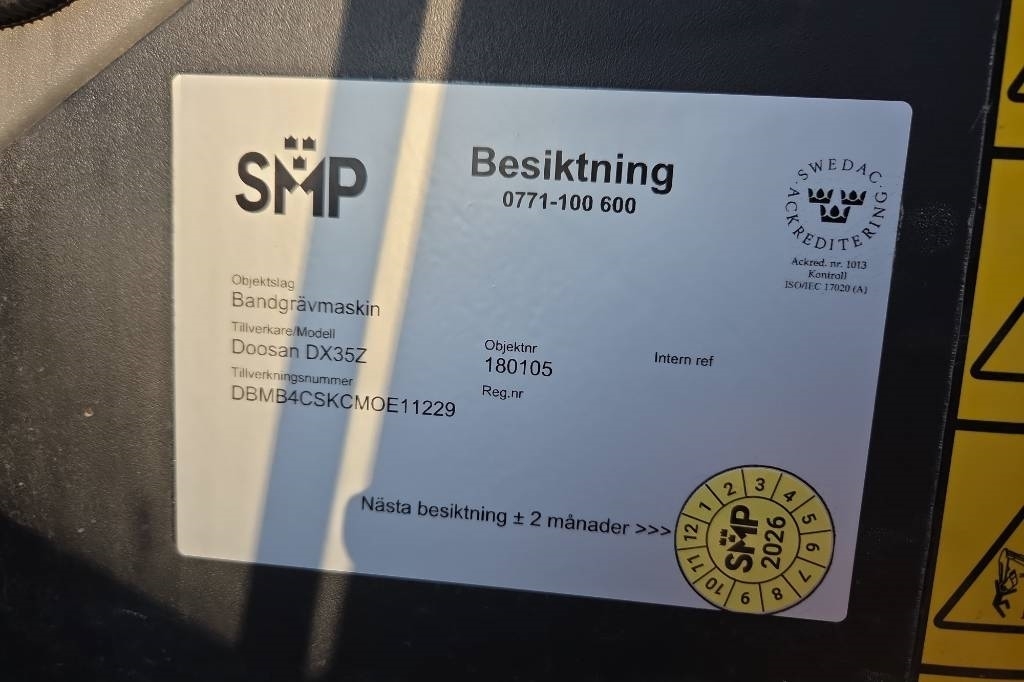 SMP
Besiktning
0771-100 600
SWEDAC
ACKREDITERING
Ackred. nr. 1013
Kontroll
ISO/IEC 17020 (A)
Objektslag
Bandgrävmaskin
Tillverkare/Modell
Doosan DX35Z
Tillverkningsnummer
DBMB4CSKCMOE11229
Objektnr
180105
Reg.nr
Intern ref
Nästa besiktning ± 2 månader >>>
1 2 3 4 5 6 7 8 9 10 11 12
SMP
2026